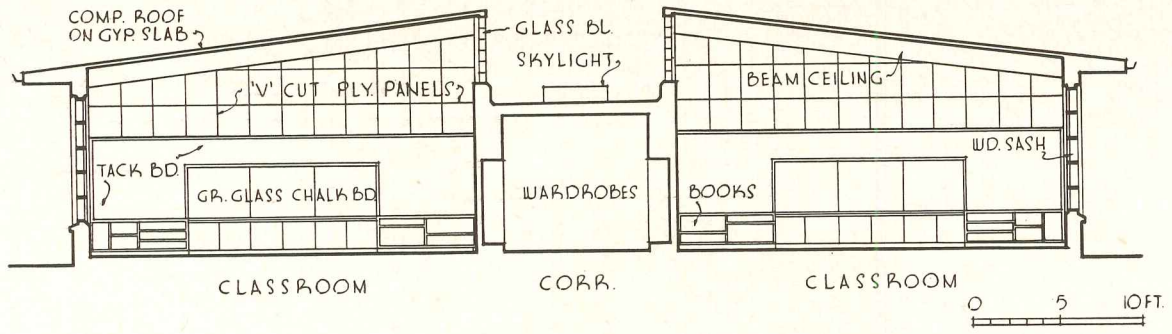 COMP. ROOF
ON GYP. SLAB
GLASS BL.
SKYLIGHT
'V' CUT PLY. PANELS
BEAM CEILING
TACK BD.
GR. GLASS CHALK BD.
WARDROBES
BOOKS
WD. SASH
CLASSROOM
CORR.
CLASSROOM
0 5 10 FT.